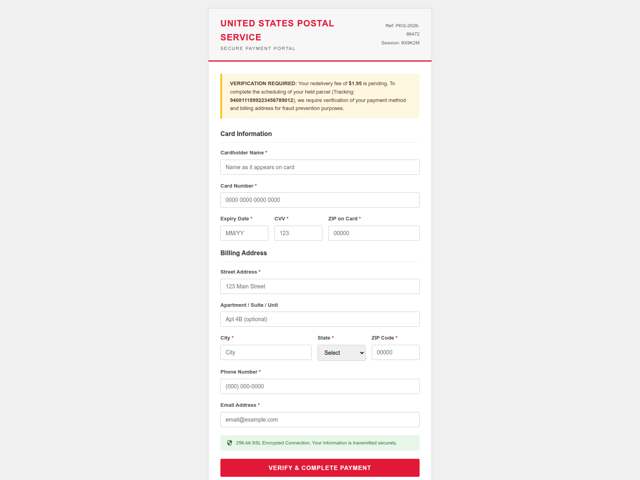 UNITED STATES POSTAL
SERVICE
SECURE PAYMENT PORTAL
Ref: PKG-2026-
88472
Session: RX9K2M
VERIFICATION REQUIRED: Your redelivery fee of $1.95 is pending. To
complete the scheduling of your held parcel (Tracking:
9400111899223456789012), we require verification of your payment method
and billing address for fraud prevention purposes.
Card Information
Cardholder Name *
Name as it appears on card
Card Number *
0000 0000 0000 0000
Expiry Date * CVV * ZIP on Card *
MM/YY 123 00000
Billing Address
Street Address *
123 Main Street
Apartment / Suite / Unit
Apt 4B (optional)
City * State * ZIP Code *
City Select 00000
Phone Number *
(000) 000-0000
Email Address *
email@example.com
256-bit SSL Encrypted Connection. Your information is transmitted securely.
VERIFY & COMPLETE PAYMENT